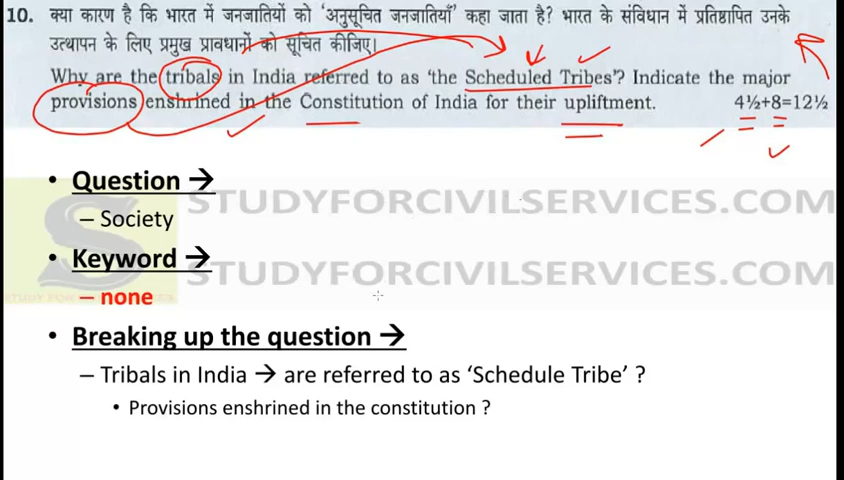 10. क्या कारण है कि भारत में जनजातियों को 'अनुसूचित जनजातियाँ' कहा जाता है? भारत के संविधान में प्रतिष्ठापित उनके
उत्थापन के लिए प्रमुख प्रावधानों को सूचित कीजिए।
Why are the tribals in India referred to as 'the Scheduled Tribes'? Indicate the major
provisions enshrined in the Constitution of India for their upliftment. 4½+8=12½
• Question →
STUDYFORCIVILSERVICES.COM
– Society
• Keyword →
STUDYFORCIVILSERVICES.COM
– none
• Breaking up the question →
– Tribals in India → are referred to as 'Schedule Tribe' ?
• Provisions enshrined in the constitution ?